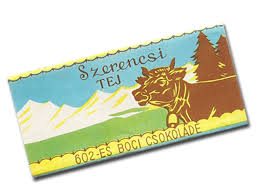 Szerencsi
TEJ
602-ES BOCI CSOKOLÁDÉ